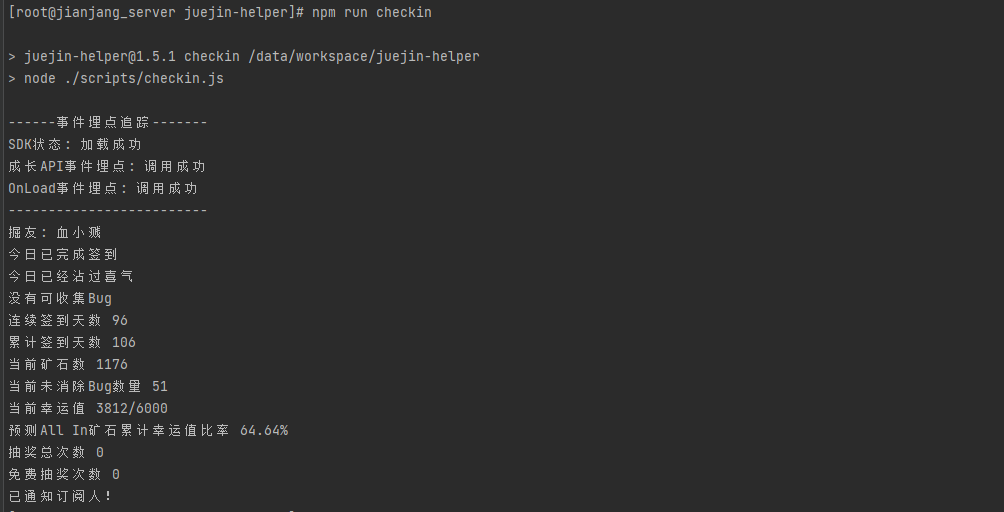 [root@jianjang_server juejin-helper]# npm run checkin
> juejin-helper@1.5.1 checkin /data/workspace/juejin-helper
> node ./scripts/checkin.js
------事件埋点追踪-------
SDK状态: 加载成功
成长API事件埋点: 调用成功
OnLoad事件埋点: 调用成功
-------------------------
掘友: 血小溅
今日已完成签到
今日已经沾过喜气
没有可收集Bug
连续签到天数 96
累计签到天数 106
当前矿石数 1176
当前未消除Bug数量 51
当前幸运值 3812/6000
预测All In矿石累计幸运值比率 64.64%
抽奖总次数 0
免费抽奖次数 0
已通知订阅人!